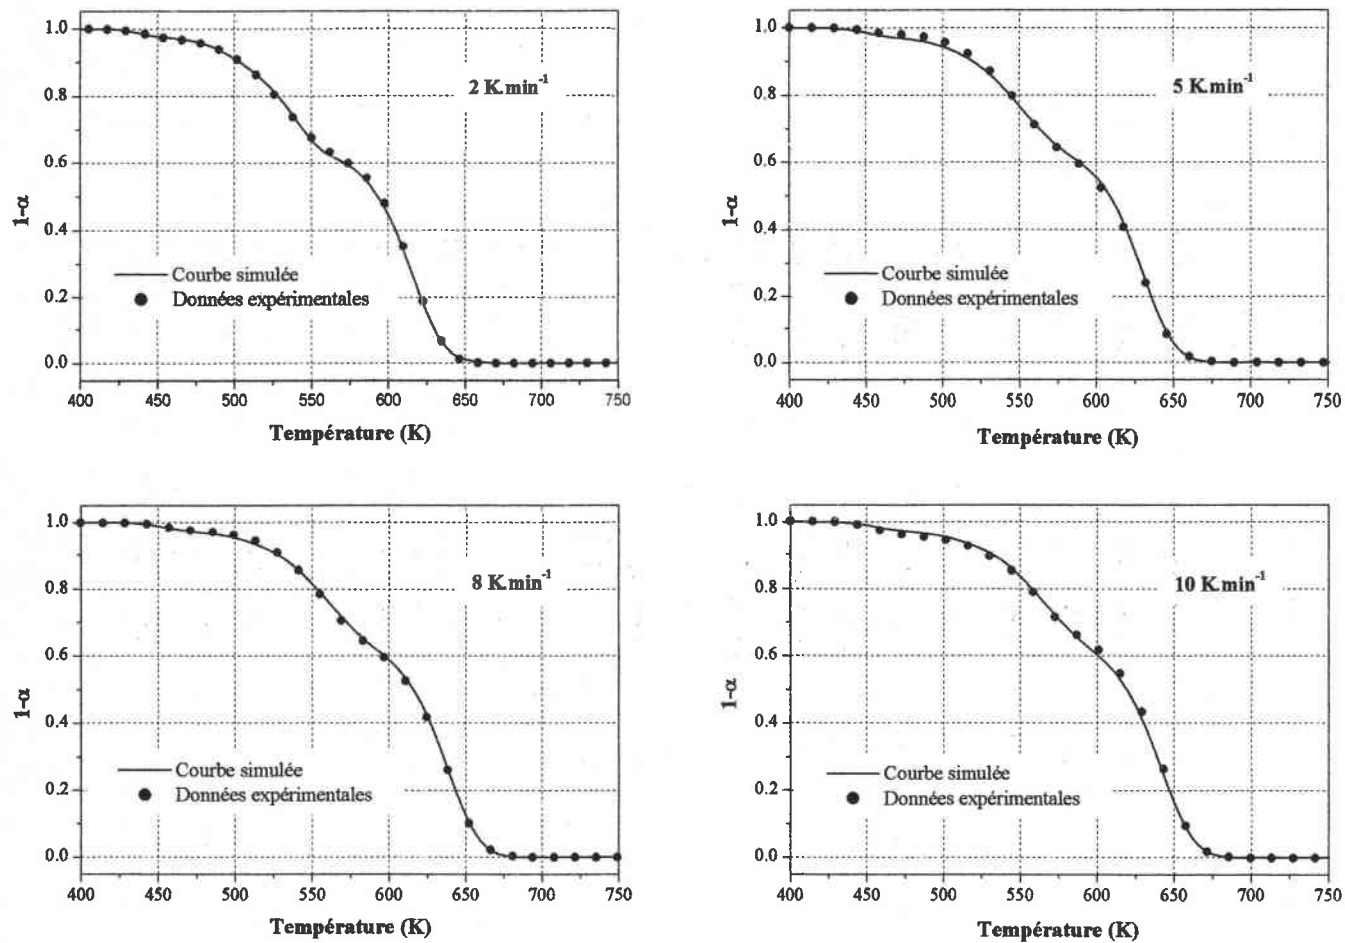 1.0
0.8
0.6
0.4
0.2
0.0
1-α
2 K.min⁻¹
Courbe simulée
Données expérimentales
400 450 500 550 600 650 700 750
Température (K)
1.0
0.8
0.6
0.4
0.2
0.0
1-α
5 K.min⁻¹
Courbe simulée
Données expérimentales
400 450 500 550 600 650 700 750
Température (K)
1.0
0.8
0.6
0.4
0.2
0.0
1-α
8 K.min⁻¹
Courbe simulée
Données expérimentales
400 450 500 550 600 650 700 750
Température (K)
1.0
0.8
0.6
0.4
0.2
0.0
1-α
10 K.min⁻¹
Courbe simulée
Données expérimentales
400 450 500 550 600 650 700 750
Température (K)